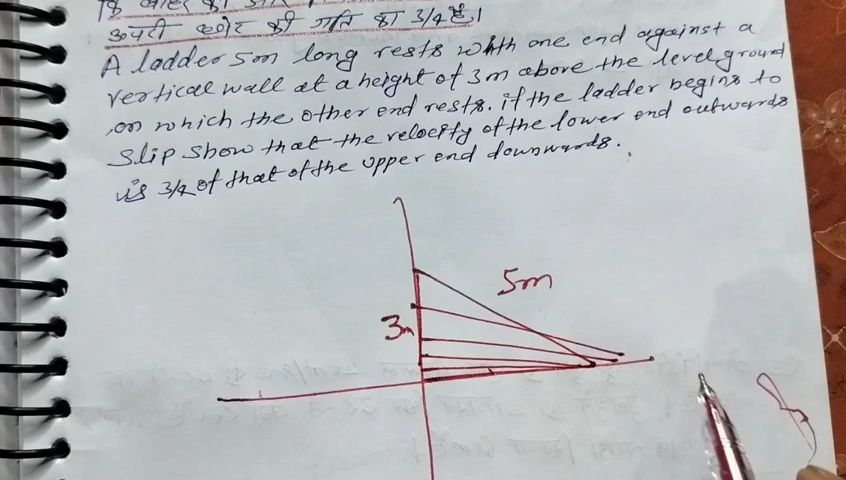 ऊपरी छोर की गति का 3/4 है।
A ladder 5m long rests with one end against a
vertical wall at a height of 3m above the level ground
on which the other end rests. if the ladder begins to
slip show that the velocity of the lower end outwards
is 3/4 of that of the upper end downwards.
5m
3m